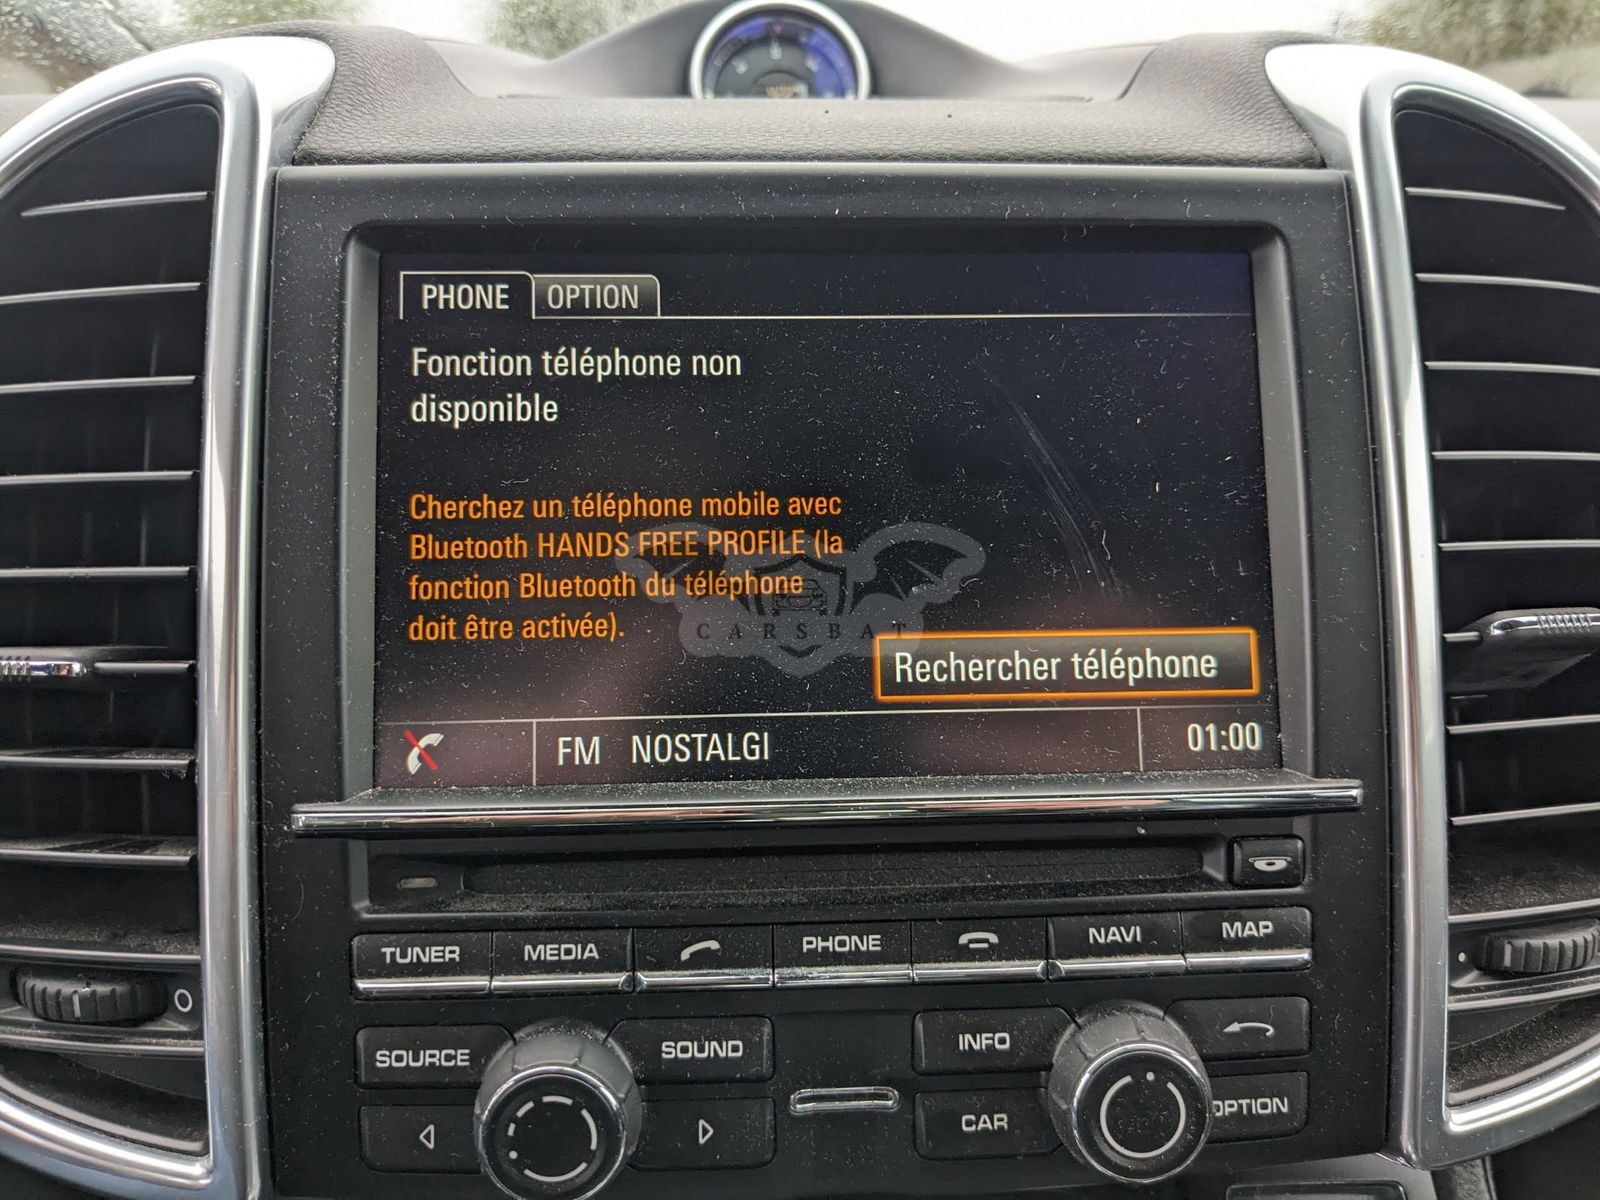 PHONE OPTION
Fonction téléphone non
disponible
Cherchez un téléphone mobile avec
Bluetooth HANDS FREE PROFILE (la
fonction Bluetooth du téléphone
doit être activée).
CARSBAT
Rechercher téléphone
FM NOSTALGI 01:00
TUNER MEDIA PHONE NAVI MAP
SOURCE SOUND INFO
CAR OPTION